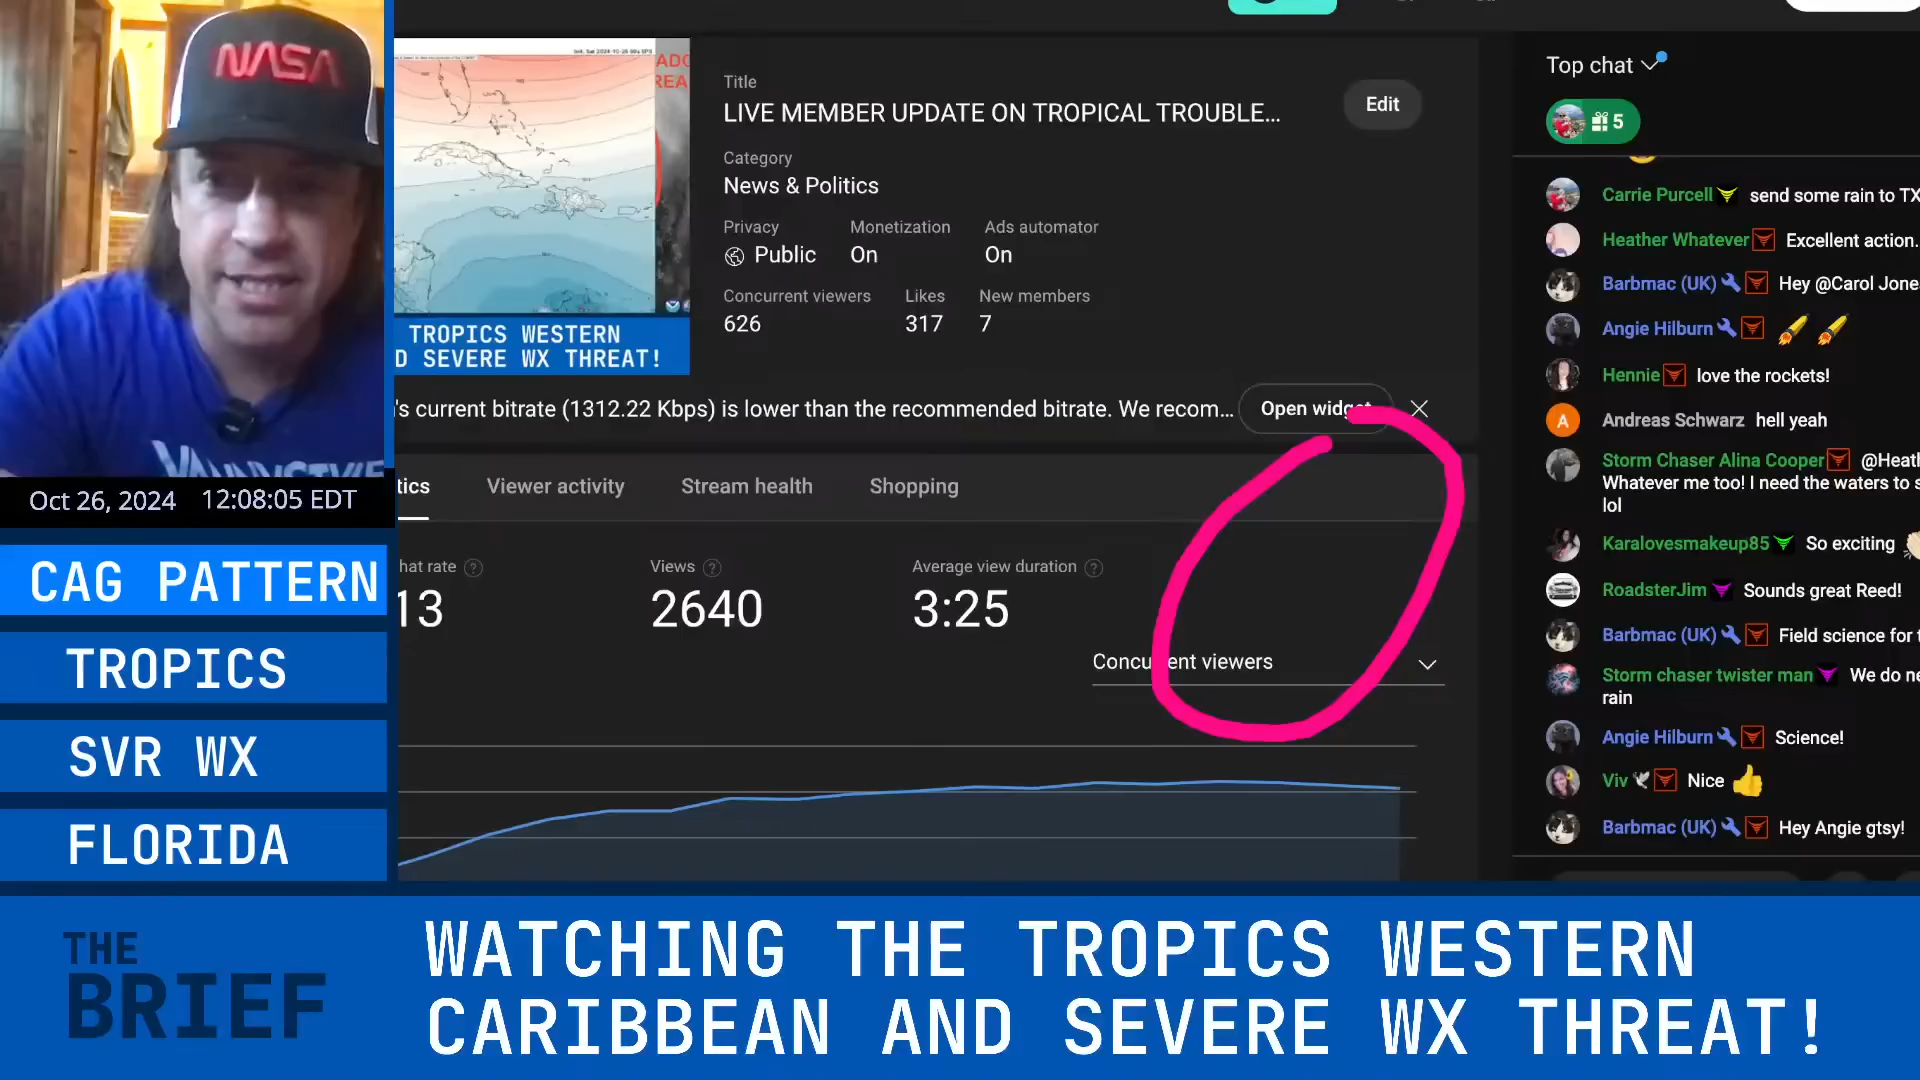 NASA
Oct 26, 2024 12:08:05 EDT
CAG PATTERN
TROPICS
SVR WX
FLORIDA
THE
BRIEF
WATCHING THE TROPICS WESTERN
CARIBBEAN AND SEVERE WX THREAT!
TROPICS WESTERN
D SEVERE WX THREAT!
Title
LIVE MEMBER UPDATE ON TROPICAL TROUBLE...
Edit
Category
News & Politics
Privacy Monetization Ads automator
Public On On
Concurrent viewers Likes New members
626 317 7
's current bitrate (1312.22 Kbps) is lower than the recommended bitrate. We recom...
Open widget
tics Viewer activity Stream health Shopping
hat rate Views Average view duration
13 2640 3:25
Concurrent viewers
Top chat
5
Carrie Purcell send some rain to TX
Heather Whatever Excellent action.
Barbmac (UK) Hey @Carol Jone
Angie Hilburn
Hennie love the rockets!
A Andreas Schwarz hell yeah
Storm Chaser Alina Cooper @Heat
Whatever me too! I need the waters to s
lol
Karalovesmakeup85 So exciting
RoadsterJim Sounds great Reed!
Barbmac (UK) Field science for t
Storm chaser twister man We do ne
rain
Angie Hilburn Science!
Viv Nice
Barbmac (UK) Hey Angie gtsy!